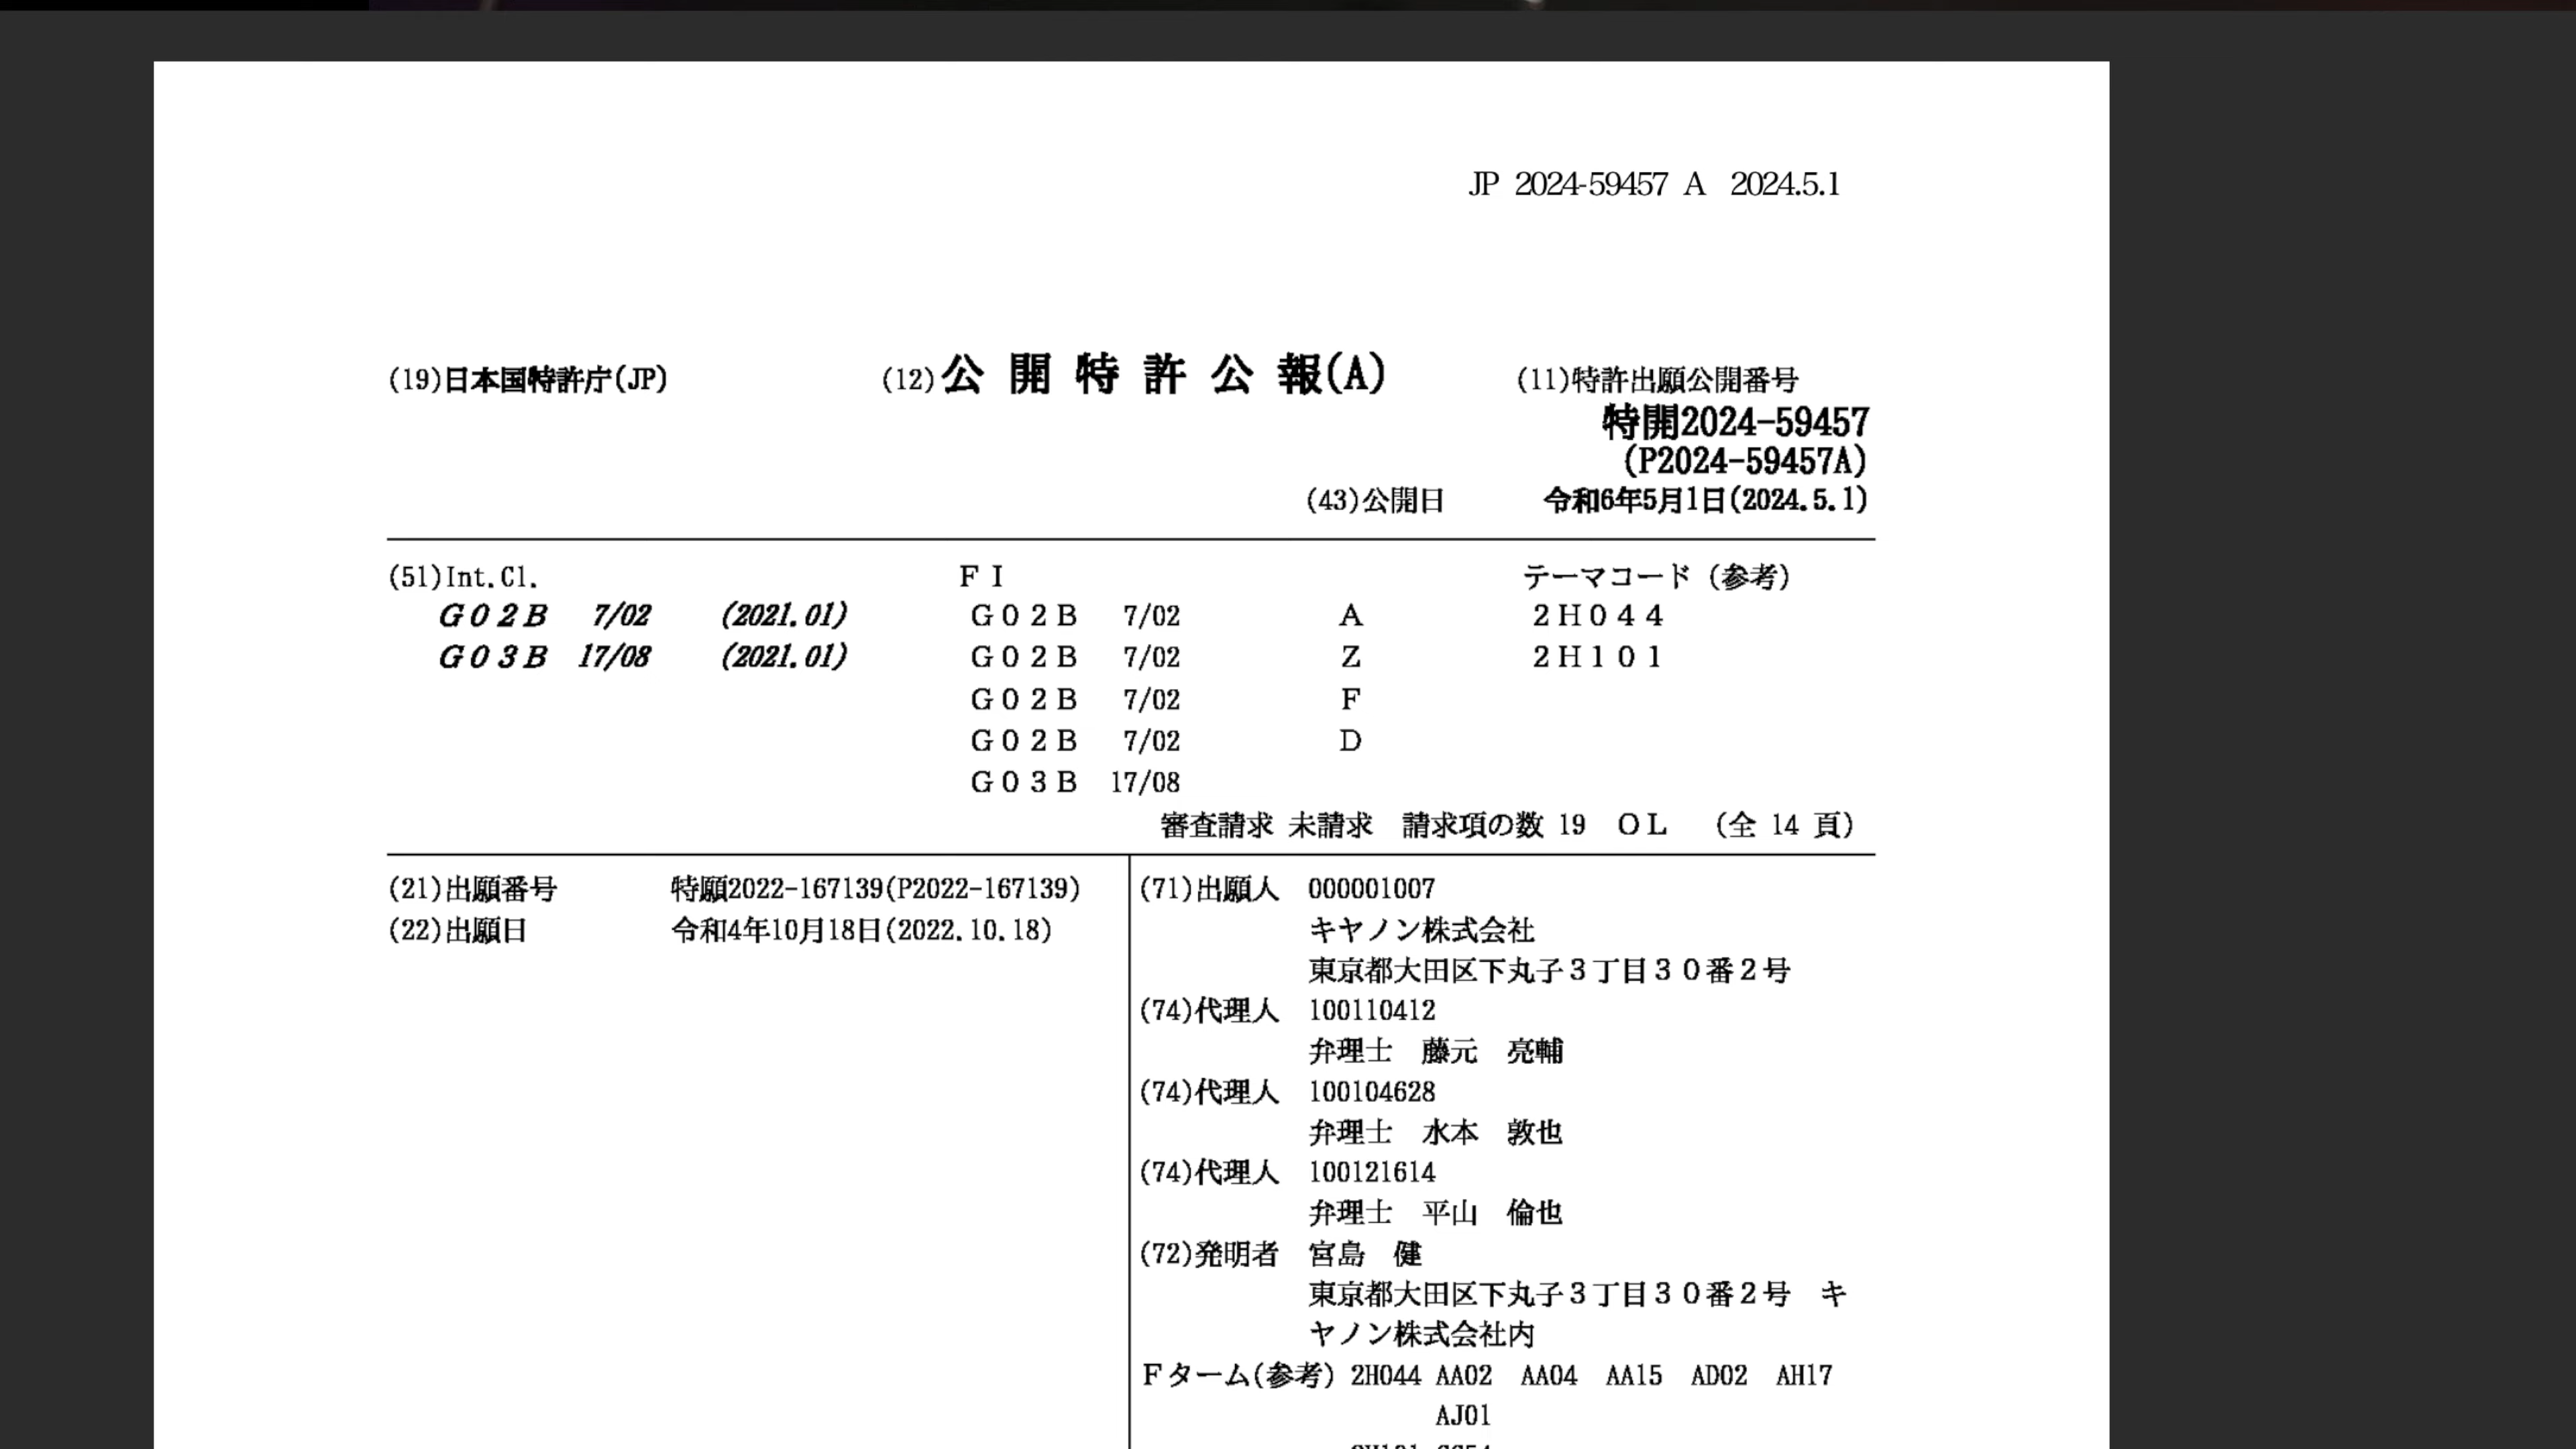 JP 2024-59457 A 2024.5.1
(19)日本国特許庁(JP) (12)公開特許公報(A) (11)特許出願公開番号
特開2024-59457
(P2024-59457A)
(43)公開日 令和6年5月1日(2024.5.1)
(51)Int.Cl. ＦＩ テーマコード（参考）
Ｇ０２Ｂ 7/02 (2021.01) Ｇ０２Ｂ 7/02 Ａ ２Ｈ０４４
Ｇ０３Ｂ 17/08 (2021.01) Ｇ０２Ｂ 7/02 Ｚ ２Ｈ１０１
Ｇ０２Ｂ 7/02 Ｆ
Ｇ０２Ｂ 7/02 Ｄ
Ｇ０３Ｂ 17/08
審査請求 未請求 請求項の数 19 ＯＬ （全 14 頁）
(21)出願番号 特願2022-167139(P2022-167139)
(22)出願日 令和4年10月18日(2022.10.18)
(71)出願人 000001007
キヤノン株式会社
東京都大田区下丸子３丁目３０番２号
(74)代理人 100110412
弁理士 藤元 亮輔
(74)代理人 100104628
弁理士 水本 敦也
(74)代理人 100121614
弁理士 平山 倫也
(72)発明者 宮島 健
東京都大田区下丸子３丁目３０番２号 キ
ヤノン株式会社内
Ｆターム(参考) 2H044 AA02 AA04 AA15 AD02 AH17
AJ01